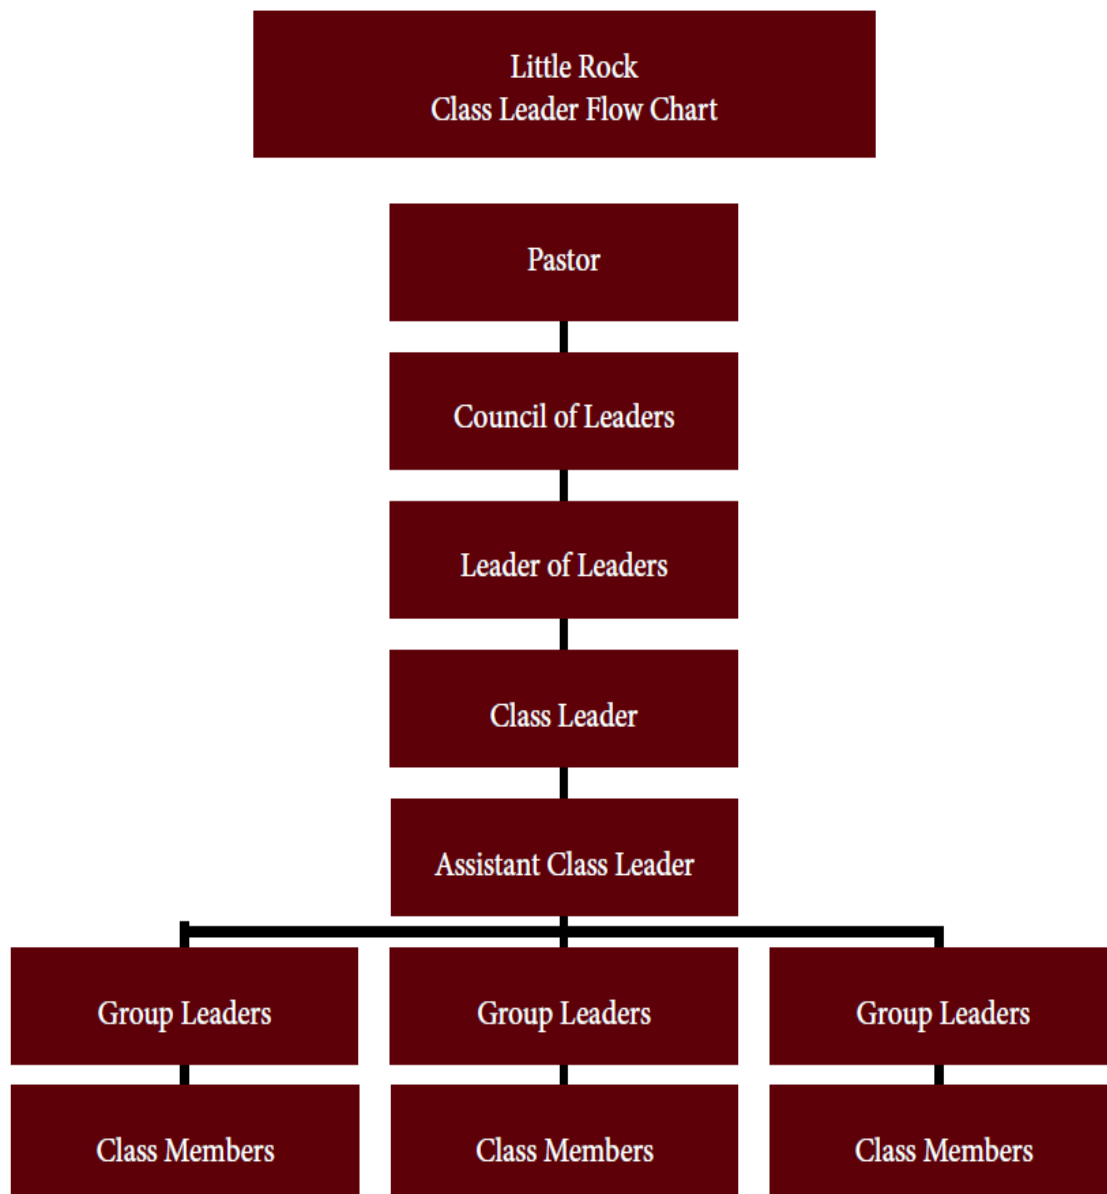 Little Rock
Class Leader Flow Chart
Pastor
Council of Leaders
Leader of Leaders
Class Leader
Assistant Class Leader
Group Leaders
Group Leaders
Group Leaders
Class Members
Class Members
Class Members